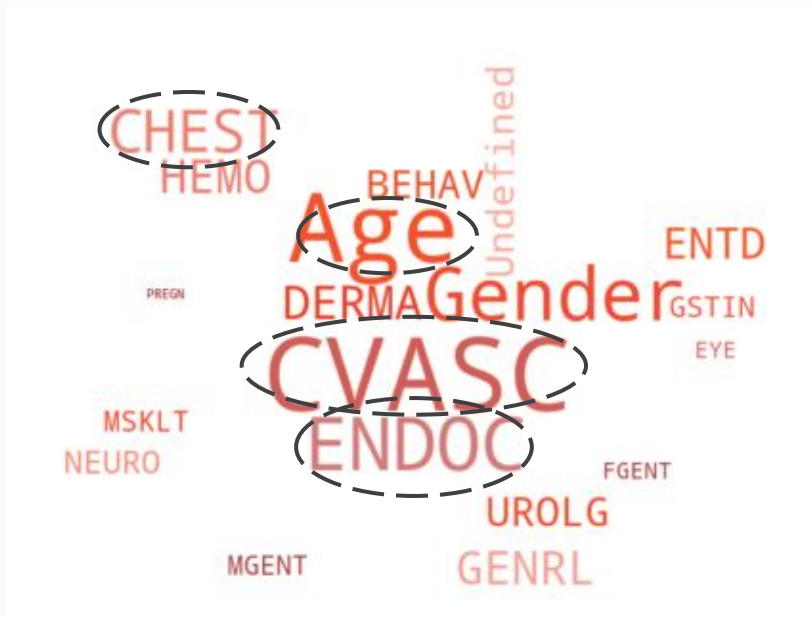 Undefined
CHEST
HEMO
BEHAV
Age
ENTD
PREGN
DERMA
Gender
GSTIN
EYE
CVASC
MSKLT
ENDOC
NEURO
FGENT
UROLG
MGENT
GENRL